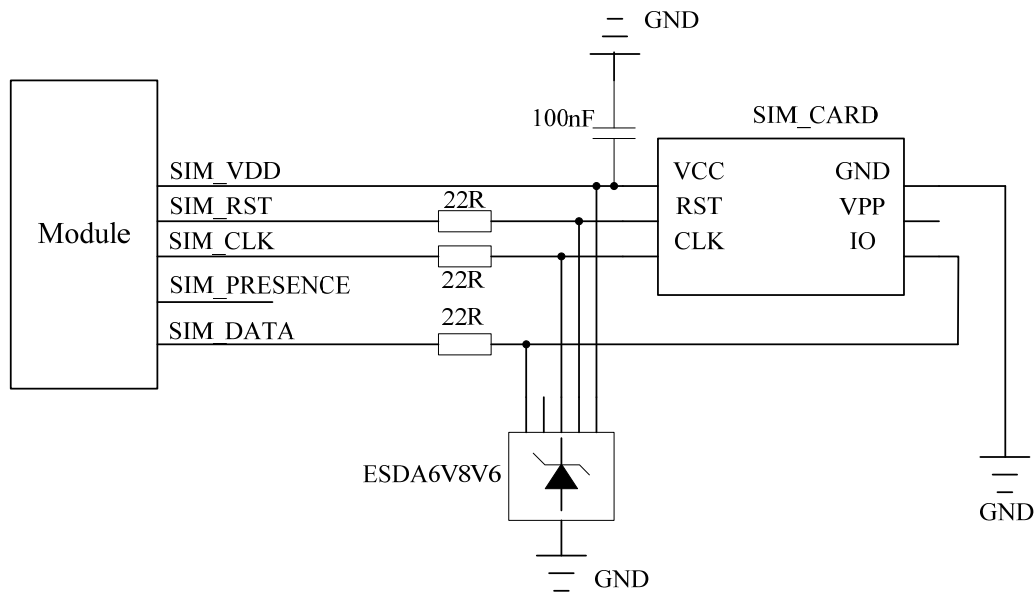 GND
100nF
SIM_CARD
SIM_VDD
VCC
GND
SIM_RST
22R
RST
VPP
Module
SIM_CLK
CLK
IO
22R
SIM_PRESENCE
22R
SIM_DATA
ESDA6V8V6
GND
GND